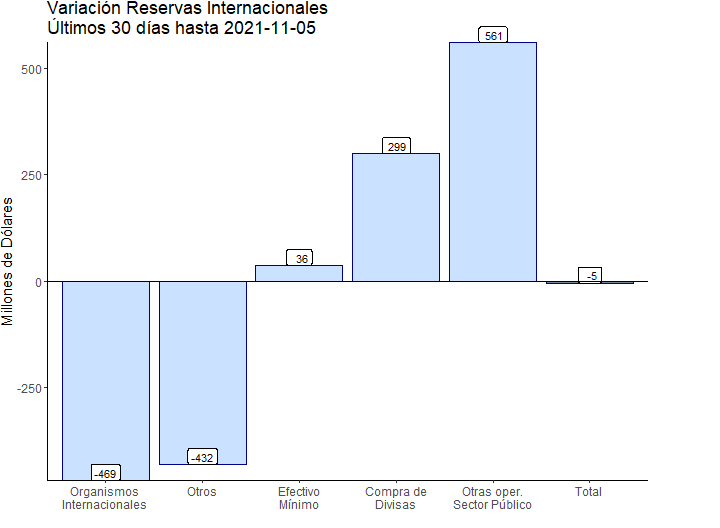 Variación Reservas Internacionales
Últimos 30 días hasta 2021-11-05
Millones de Dólares
500
250
0
-250
-469
-432
36
299
561
-5
Organismos
Internacionales
Otros
Efectivo
Mínimo
Compra de
Divisas
Otras oper.
Sector Público
Total